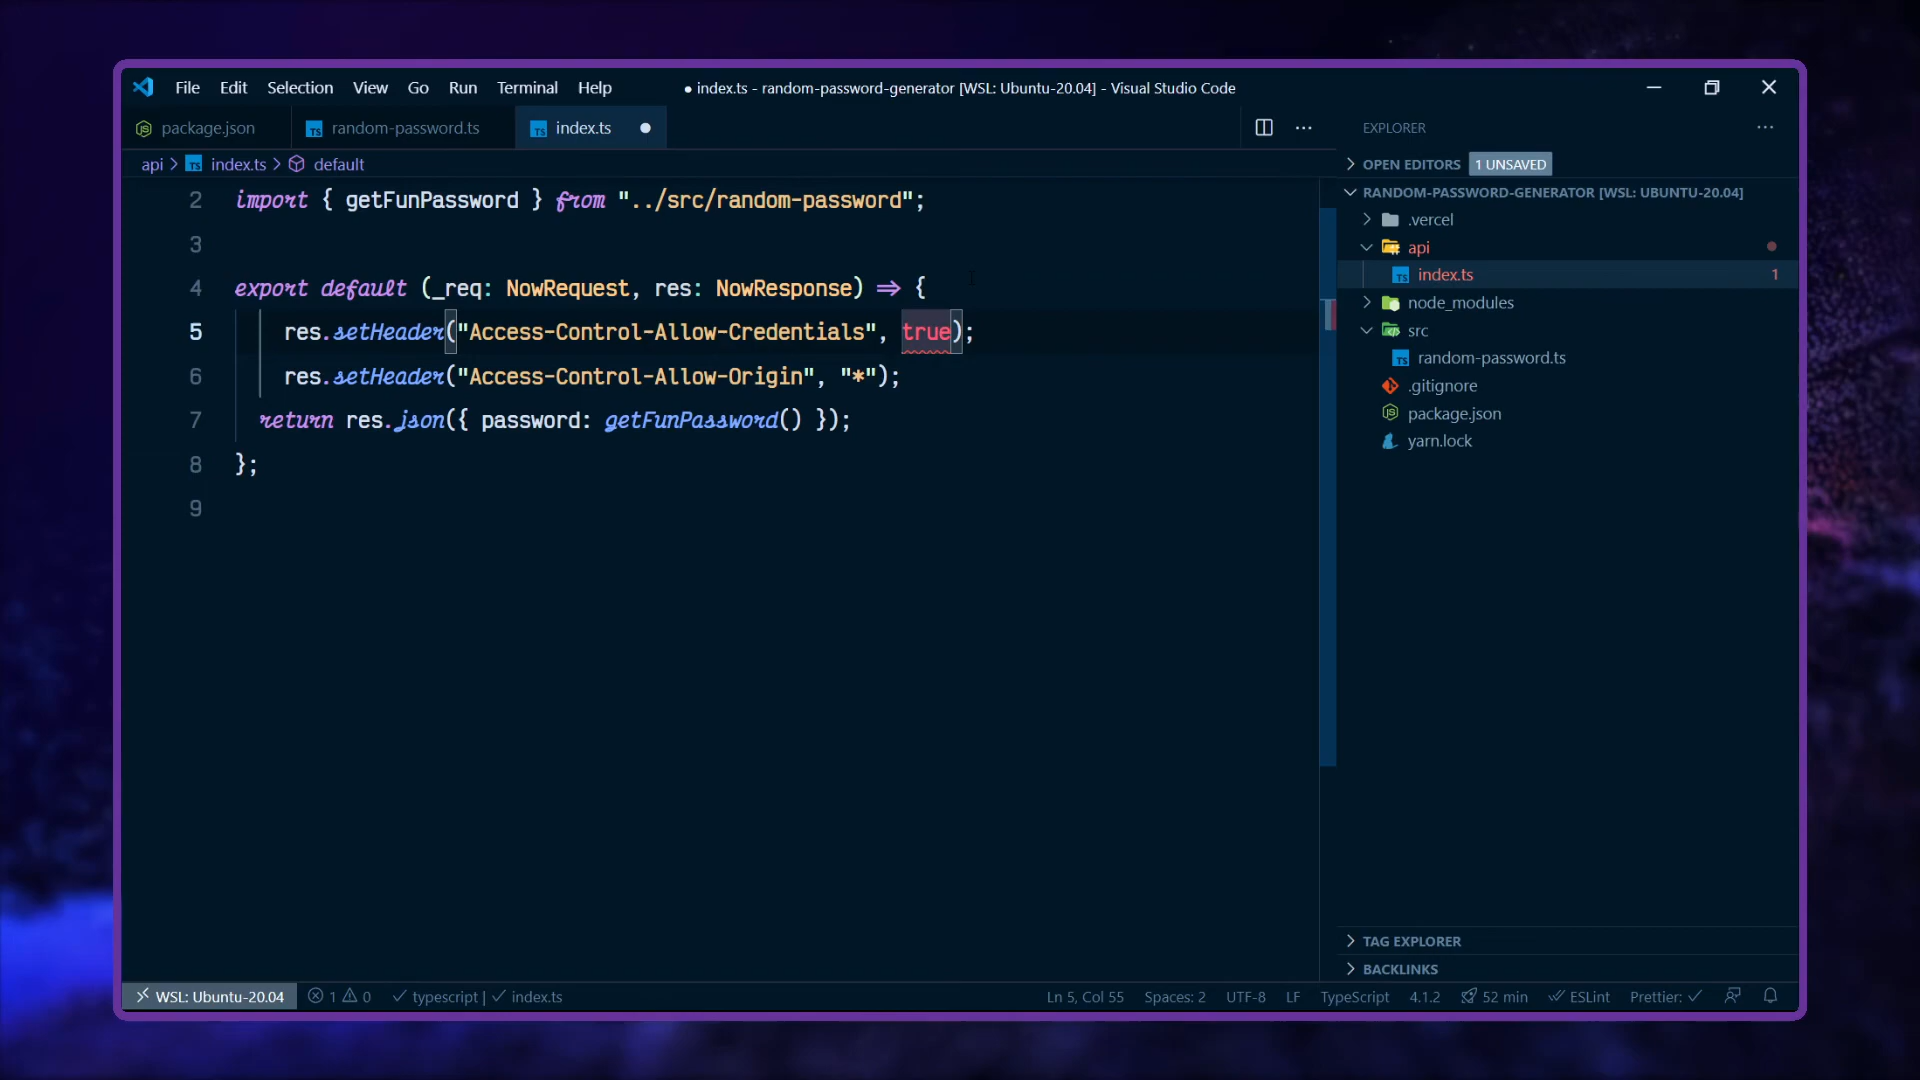 File Edit Selection View Go Run Terminal Help ● index.ts - random-password-generator [WSL: Ubuntu-20.04] - Visual Studio Code
package.json random-password.ts index.ts
api > index.ts > default
2 import { getFunPassword } from "../src/random-password";
3
4 export default (_req: NowRequest, res: NowResponse) => {
5 res.setHeader("Access-Control-Allow-Credentials", true);
6 res.setHeader("Access-Control-Allow-Origin", "*");
7 return res.json({ password: getFunPassword() });
8 };
9
EXPLORER
OPEN EDITORS 1 UNSAVED
RANDOM-PASSWORD-GENERATOR [WSL: UBUNTU-20.04]
.vercel
api
index.ts 1
node_modules
src
random-password.ts
.gitignore
package.json
yarn.lock
TAG EXPLORER
BACKLINKS
WSL: Ubuntu-20.04 1 0 typescript | index.ts Ln 5, Col 55 Spaces: 2 UTF-8 LF TypeScript 4.1.2 52 min ESLint Prettier: